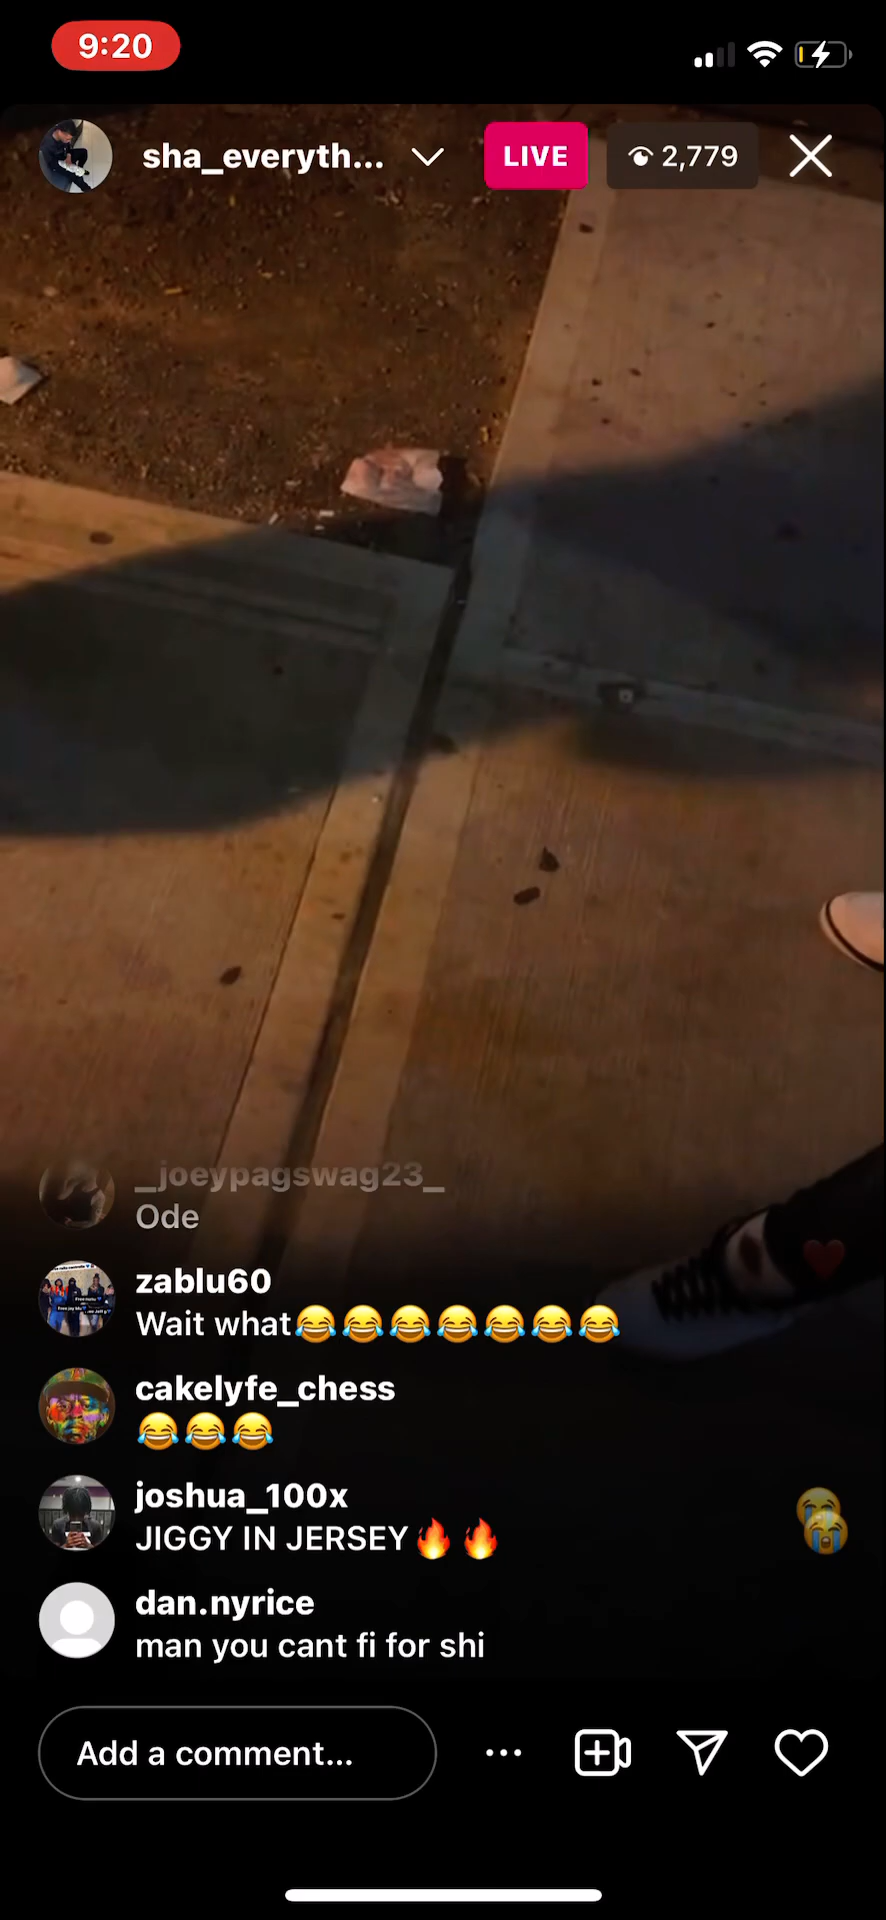 9:20
sha_everyth... LIVE 2,779
_joeypagswag23_
Ode
zablu60
Wait what😂😂😂😂😂😂😂
cakelyfe_chess
😂😂😂
joshua_100x
JIGGY IN JERSEY🔥🔥
dan.nyrice
man you cant fi for shi
Add a comment...